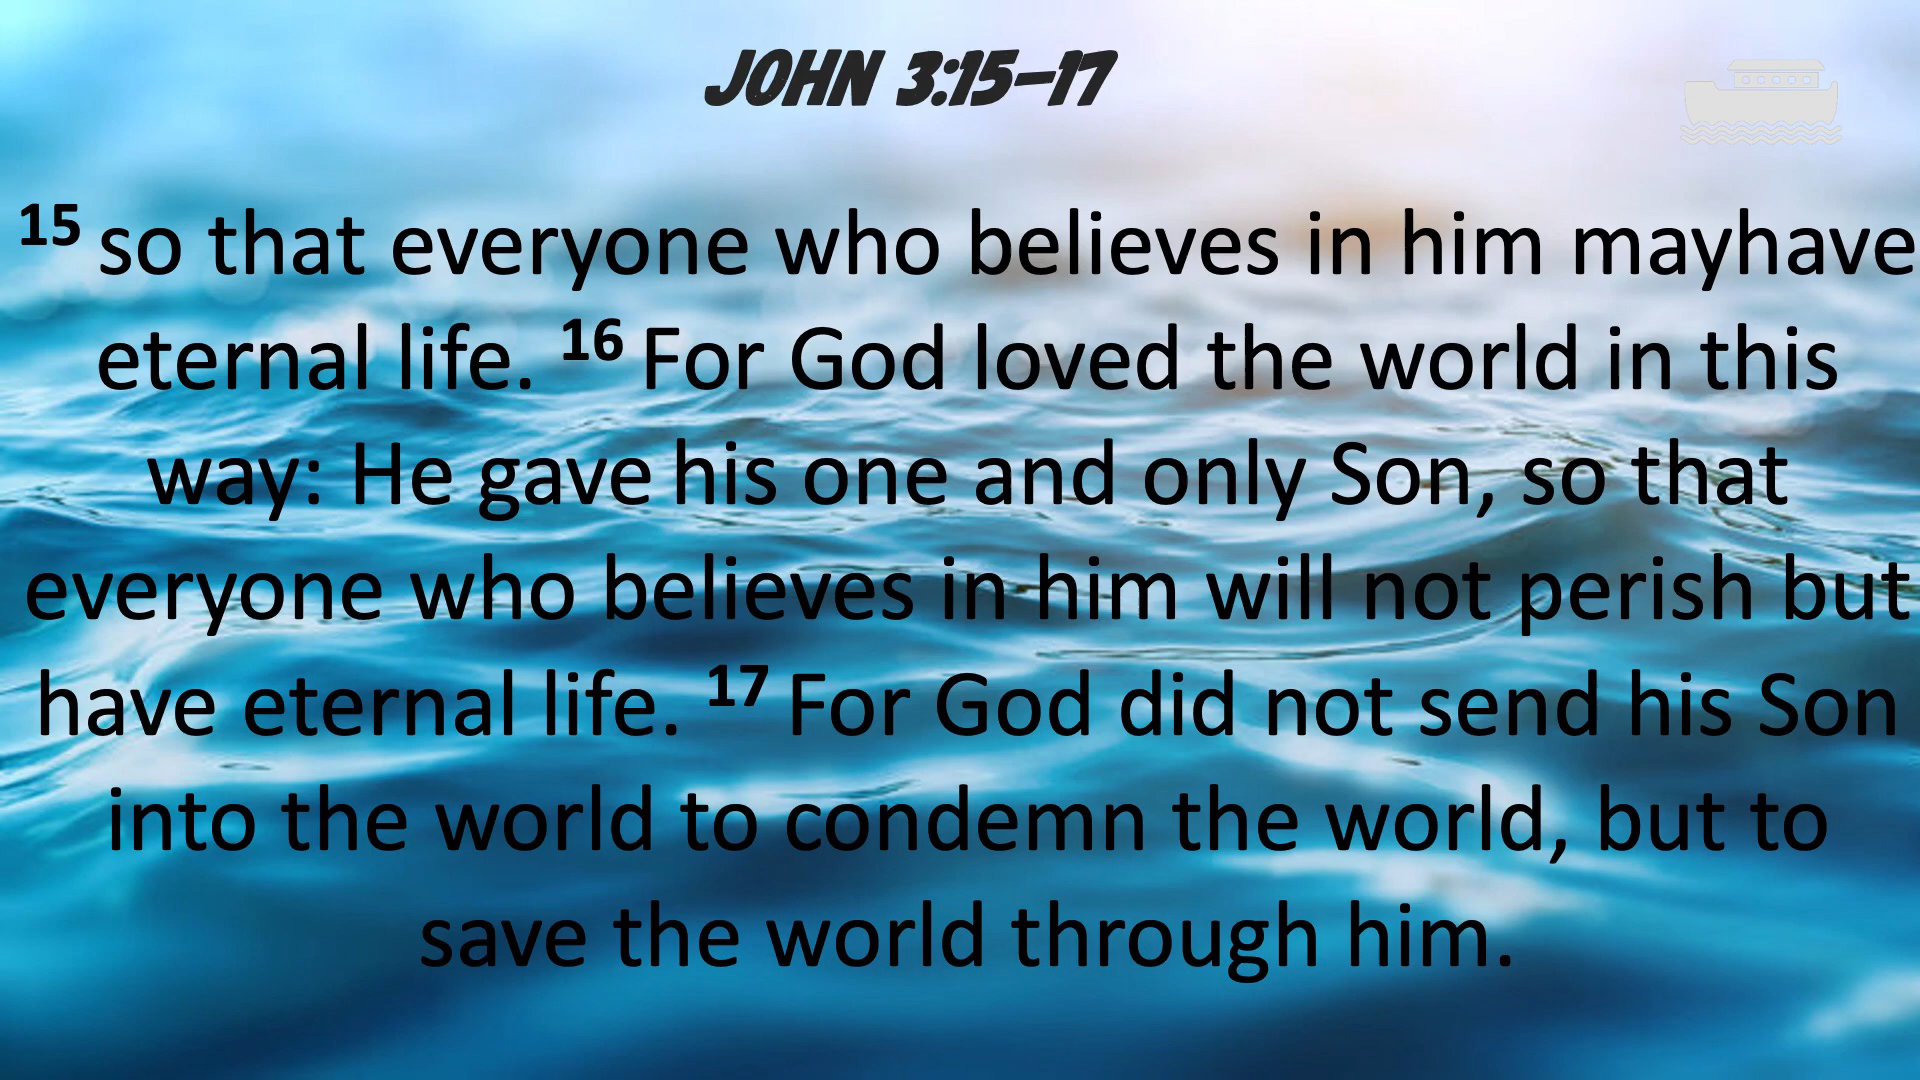 JOHN 3:15–17
15 so that everyone who believes in him mayhave
eternal life. 16 For God loved the world in this
way: He gave his one and only Son, so that
everyone who believes in him will not perish but
have eternal life. 17 For God did not send his Son
into the world to condemn the world, but to
save the world through him.